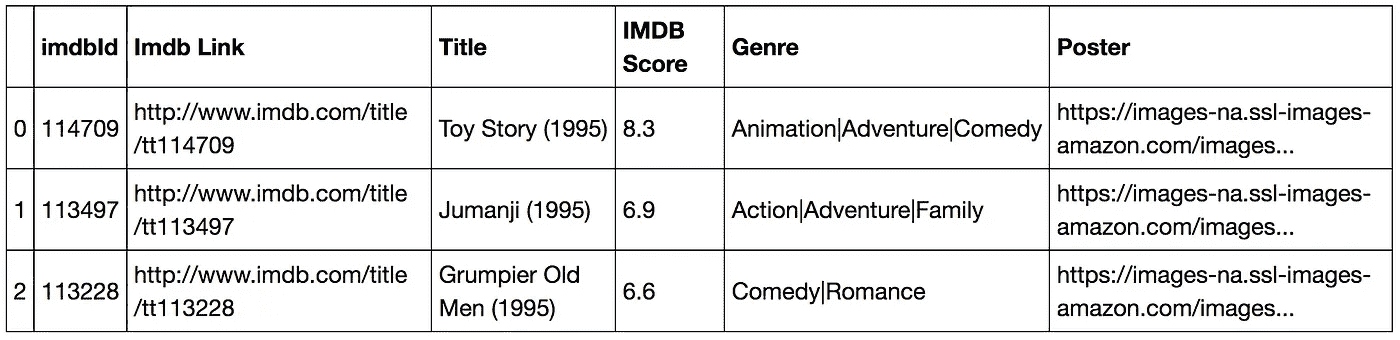 imdbId Imdb Link Title IMDB Score Genre Poster
0 114709 http://www.imdb.com/title/tt114709 Toy Story (1995) 8.3 Animation|Adventure|Comedy https://images-na.ssl-images-amazon.com/images...
1 113497 http://www.imdb.com/title/tt113497 Jumanji (1995) 6.9 Action|Adventure|Family https://images-na.ssl-images-amazon.com/images...
2 113228 http://www.imdb.com/title/tt113228 Grumpier Old Men (1995) 6.6 Comedy|Romance https://images-na.ssl-images-amazon.com/images...